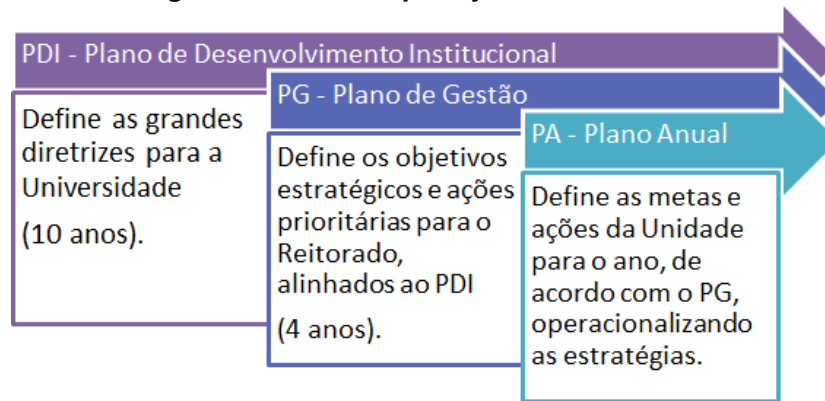 PDI - Plano de Desenvolvimento Institucional
Define as grandes
diretrizes para a
Universidade
(10 anos).
PG - Plano de Gestão
Define os objetivos
estratégicos e ações
prioritárias para o
Reitorado,
alinhados ao PDI
(4 anos).
PA - Plano Anual
Define as metas e
ações da Unidade
para o ano, de
acordo com o PG,
operacionalizando
as estratégias.